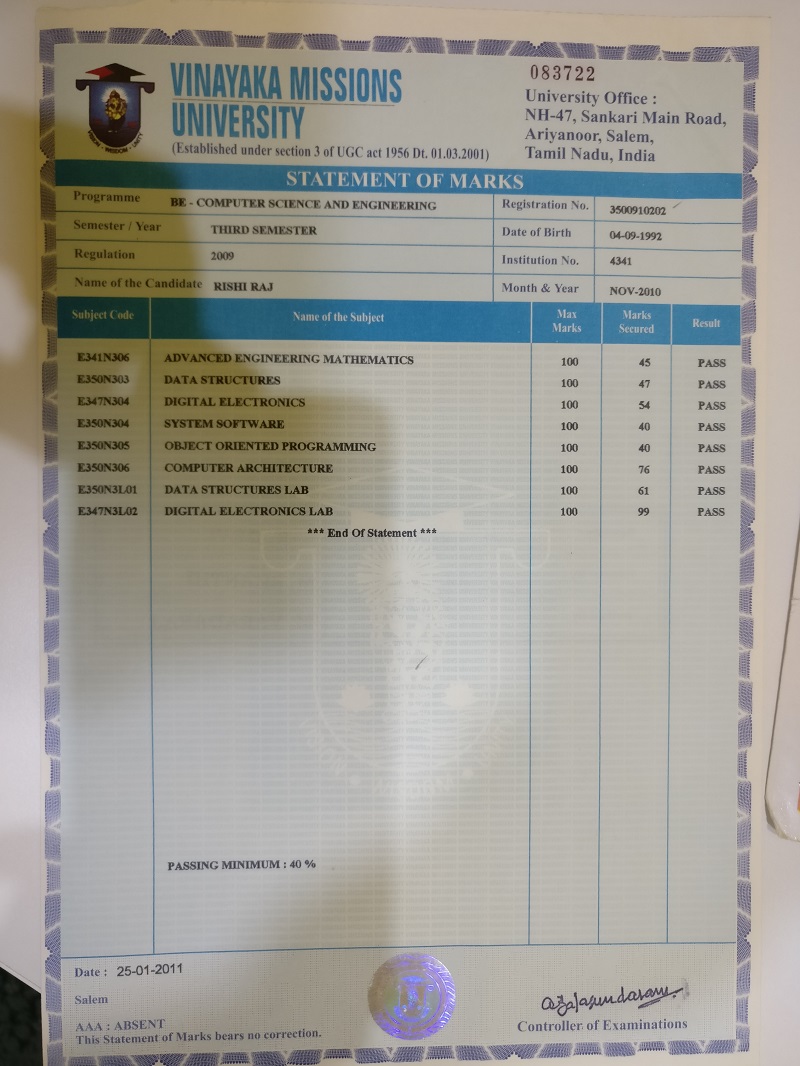 VINAYAKA MISSIONS
UNIVERSITY
(Established under section 3 of UGC act 1956 Dt. 01.03.2001)
VISION - WISDOM - UNITY
083722
University Office :
NH-47, Sankari Main Road,
Ariyanoor, Salem,
Tamil Nadu, India
STATEMENT OF MARKS
Programme BE - COMPUTER SCIENCE AND ENGINEERING Registration No. 3500910202
Semester / Year THIRD SEMESTER Date of Birth 04-09-1992
Regulation 2009 Institution No. 4341
Name of the Candidate RISHI RAJ Month & Year NOV-2010
Subject Code Name of the Subject Max Marks Marks Secured Result
E341N306 ADVANCED ENGINEERING MATHEMATICS 100 45 PASS
E350N303 DATA STRUCTURES 100 47 PASS
E347N304 DIGITAL ELECTRONICS 100 54 PASS
E350N304 SYSTEM SOFTWARE 100 40 PASS
E350N305 OBJECT ORIENTED PROGRAMMING 100 40 PASS
E350N306 COMPUTER ARCHITECTURE 100 76 PASS
E350N3L01 DATA STRUCTURES LAB 100 61 PASS
E347N3L02 DIGITAL ELECTRONICS LAB 100 99 PASS
*** End Of Statement ***
PASSING MINIMUM : 40 %
Date : 25-01-2011
Salem
AAA : ABSENT
This Statement of Marks bears no correction.
Controller of Examinations